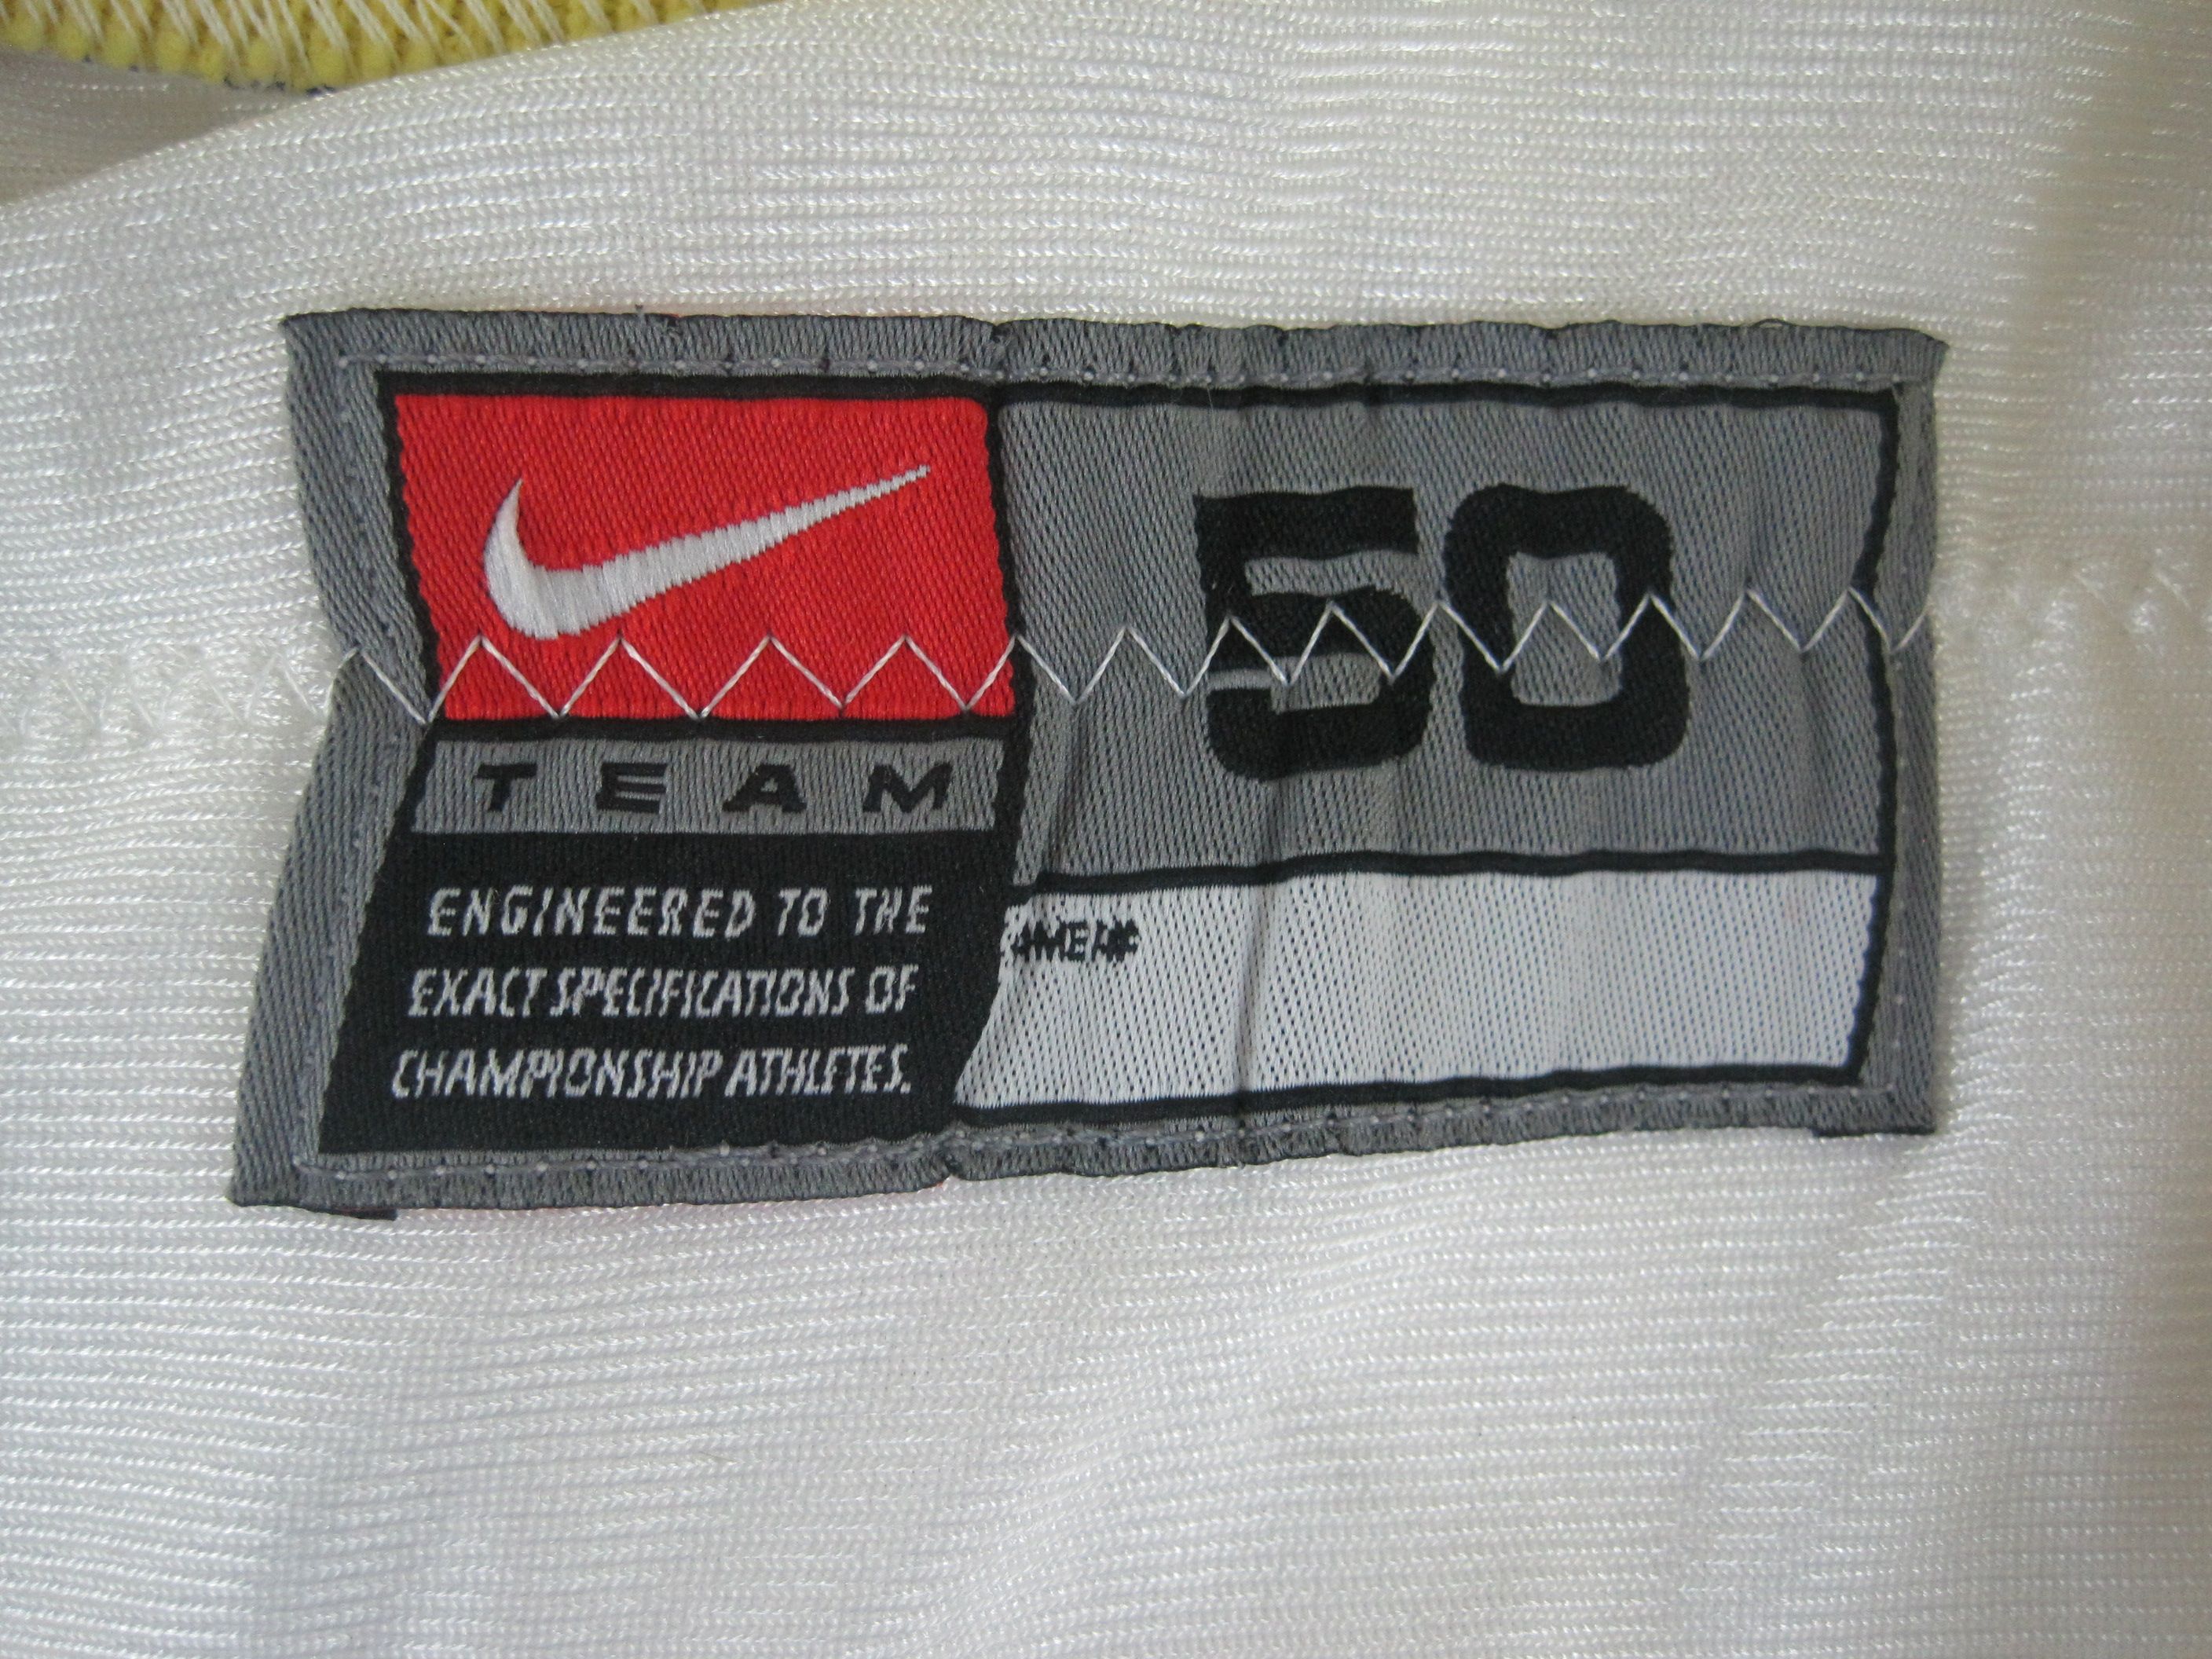 TEAM
ENGINEERED TO THE
EXACT SPECIFICATIONS OF
CHAMPIONSHIP ATHLETES.
50